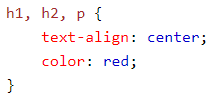 h1, h2, p {
    text-align: center;
    color: red;
}